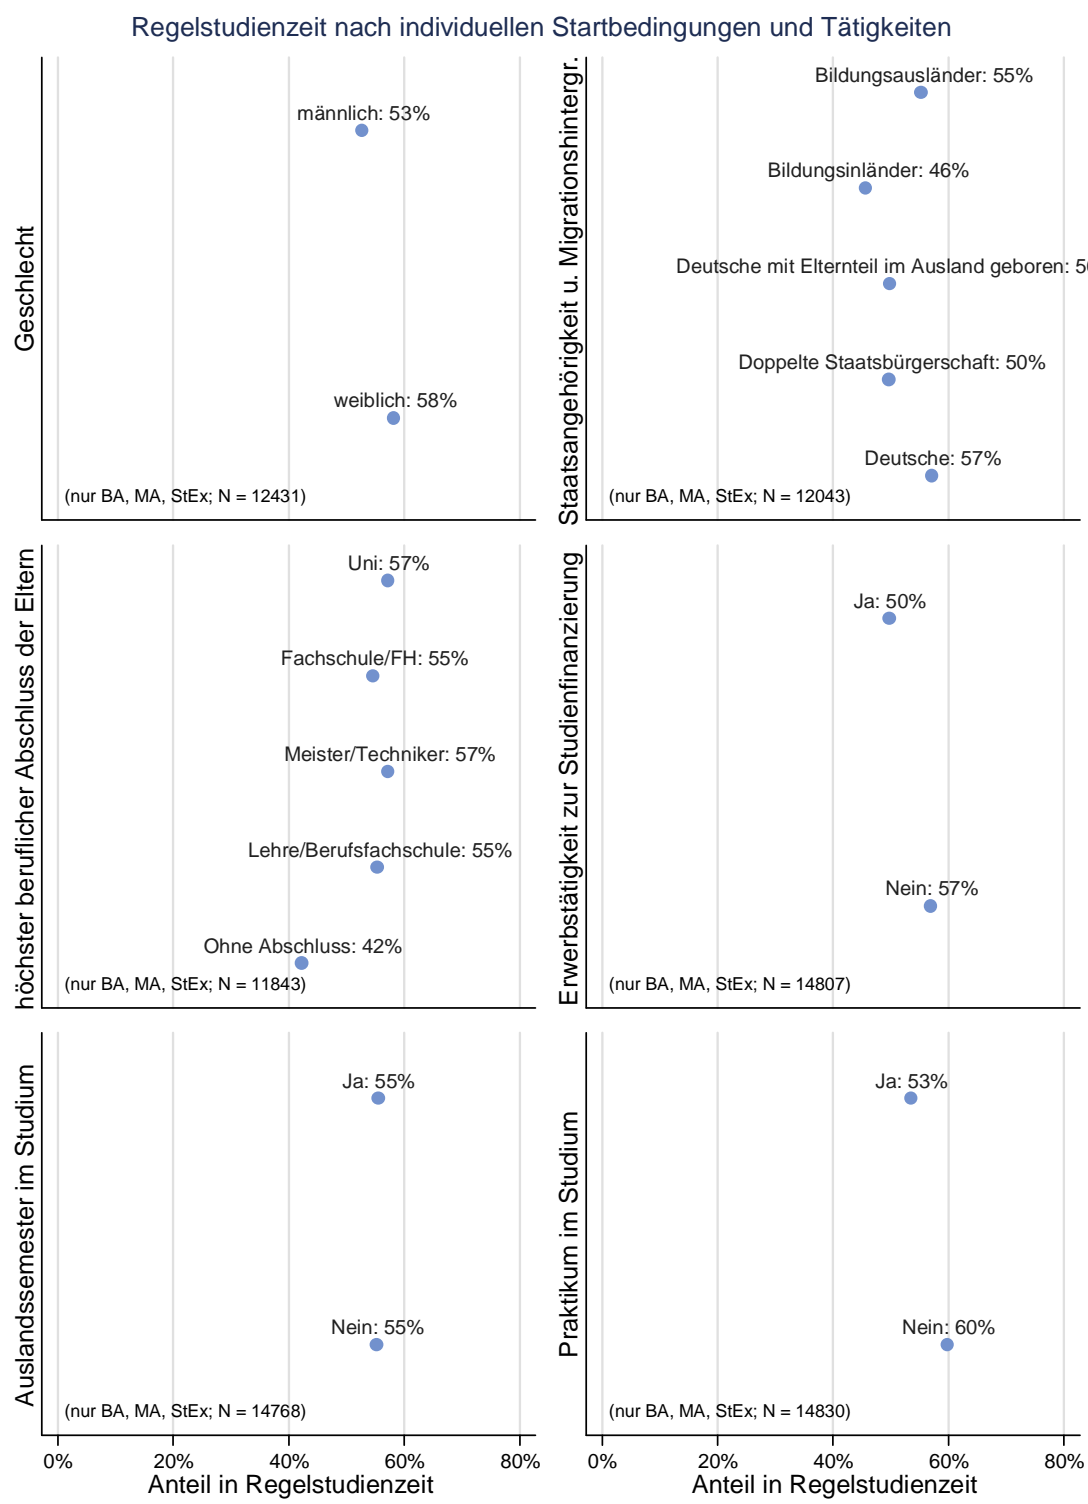 Regelstudienzeit nach individuellen Startbedingungen und Tätigkeiten
Geschlecht
männlich: 53%
weiblich: 58%
(nur BA, MA, StEx; N = 12431)
Staatsangehörigkeit u. Migrationshintergr.
Bildungsausländer: 55%
Bildungsinländer: 46%
Deutsche mit Elternteil im Ausland geboren: 5
Doppelte Staatsbürgerschaft: 50%
Deutsche: 57%
(nur BA, MA, StEx; N = 12043)
höchster beruflicher Abschluss der Eltern
Uni: 57%
Fachschule/FH: 55%
Meister/Techniker: 57%
Lehre/Berufsfachschule: 55%
Ohne Abschluss: 42%
(nur BA, MA, StEx; N = 11843)
Erwerbstätigkeit zur Studienfinanzierung
Ja: 50%
Nein: 57%
(nur BA, MA, StEx; N = 14807)
Auslandssemester im Studium
Ja: 55%
Nein: 55%
(nur BA, MA, StEx; N = 14768)
0% 20% 40% 60% 80%
Anteil in Regelstudienzeit
Praktikum im Studium
Ja: 53%
Nein: 60%
(nur BA, MA, StEx; N = 14830)
0% 20% 40% 60% 80%
Anteil in Regelstudienzeit